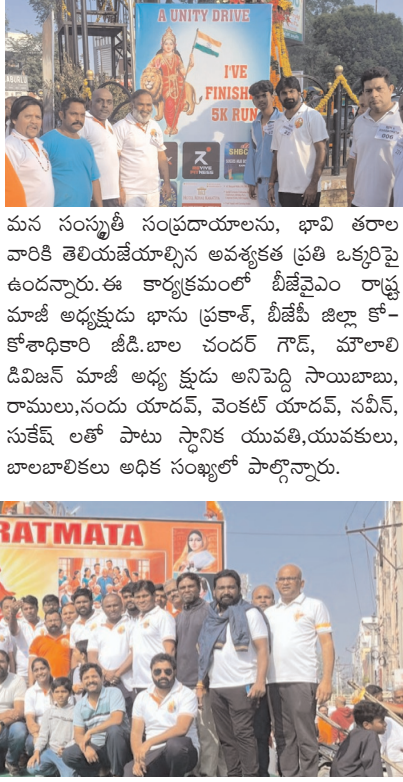 A UNITY DRIVE
I'VE
FINISHED
5K RUN
మన సంస్కృతీ సంప్రదాయాలను, భావి తరాల
వారికి తెలియజేయాల్సిన అవశ్యకత ప్రతి ఒక్కరిపై
ఉందన్నారు.ఈ కార్యక్రమంలో బీజేవైఎం రాష్ట్ర
మాజీ అధ్యక్షుడు భాను ప్రకాశ్, బీజేపీ జిల్లా కో-
కోశాధికారి జీడి.బాల చందర్ గౌడ్, మౌలాలి
డివిజన్ మాజీ అధ్య క్షుడు అనిపెద్ది సాయిబాబు,
రాములు,నందు యాదవ్, వెంకట్ యాదవ్, నవీన్,
సుకేష్ లతో పాటు స్థానిక యువతి,యువకులు,
బాలబాలికలు అధిక సంఖ్యలో పాల్గొన్నారు.
RATMATA